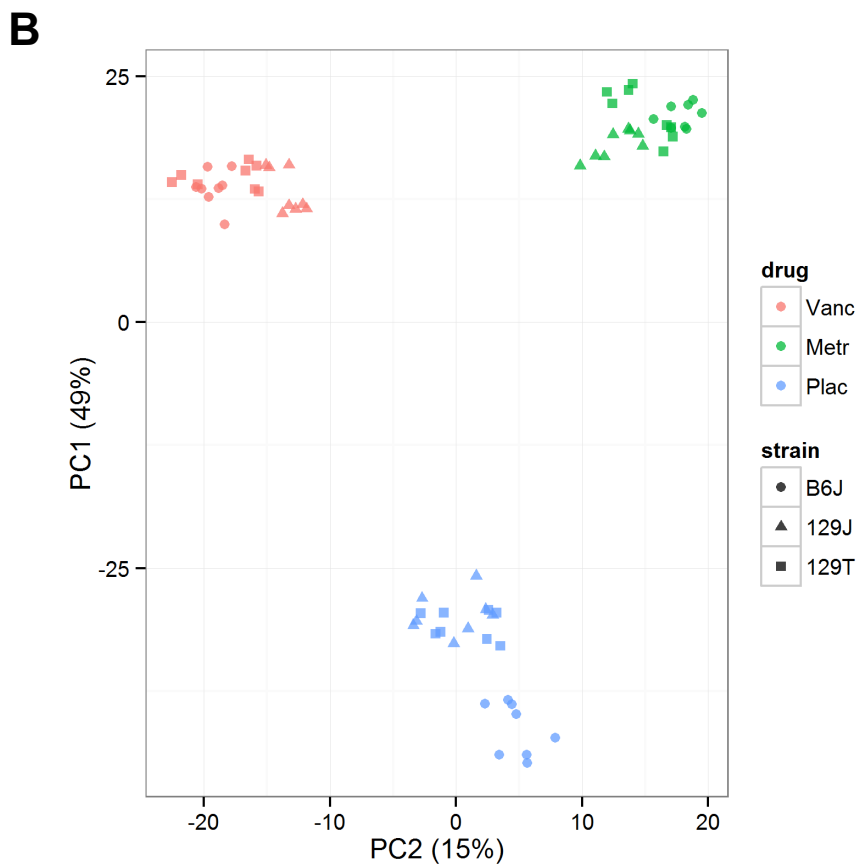 B
25
0
-25
PC1 (49%)
-20
-10
0
10
20
PC2 (15%)
drug
Vanc
Metr
Plac
strain
B6J
129J
129T